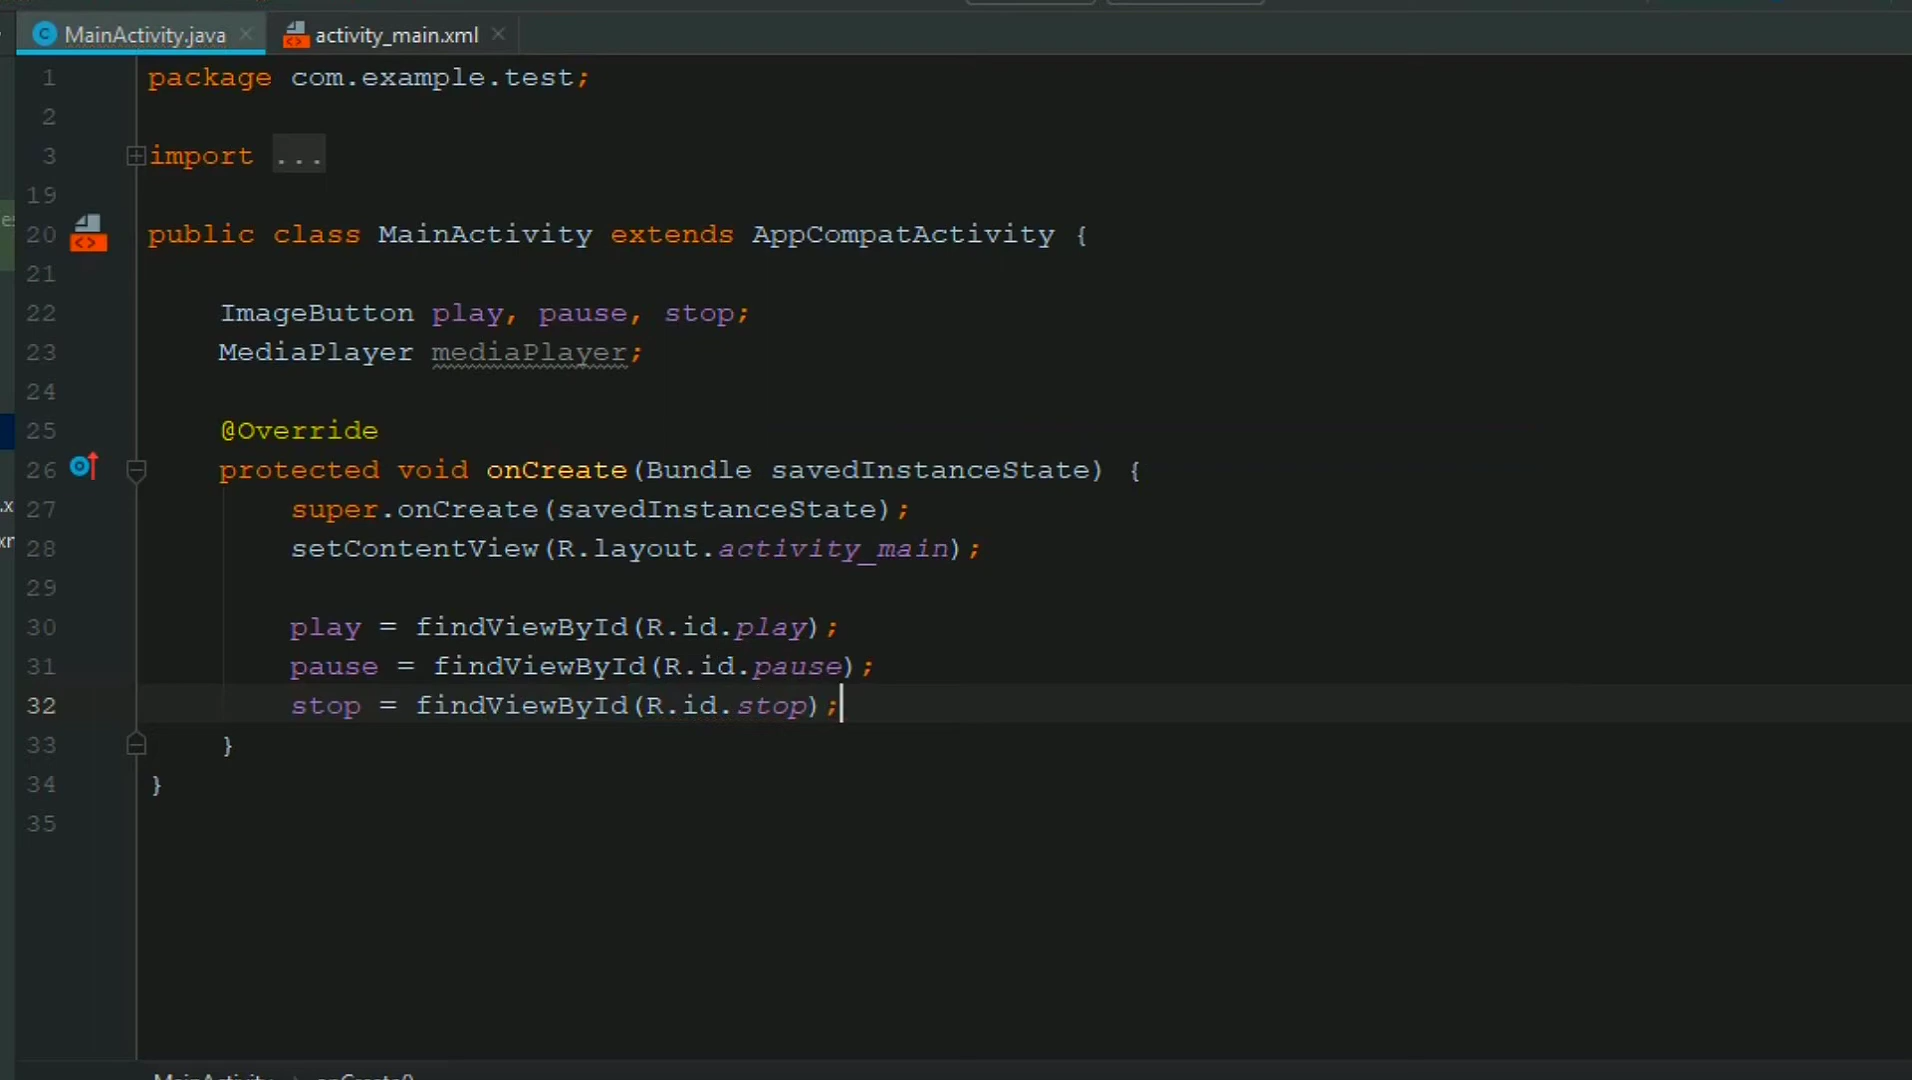 MainActivity.java
activity_main.xml
1 package com.example.test;
2
3 import ...
19
20 public class MainActivity extends AppCompatActivity {
21
22 ImageButton play, pause, stop;
23 MediaPlayer mediaPlayer;
24
25 @Override
26 protected void onCreate(Bundle savedInstanceState) {
27 super.onCreate(savedInstanceState);
28 setContentView(R.layout.activity_main);
29
30 play = findViewById(R.id.play);
31 pause = findViewById(R.id.pause);
32 stop = findViewById(R.id.stop);
33 }
34 }
35
MainActivity > onCreate()